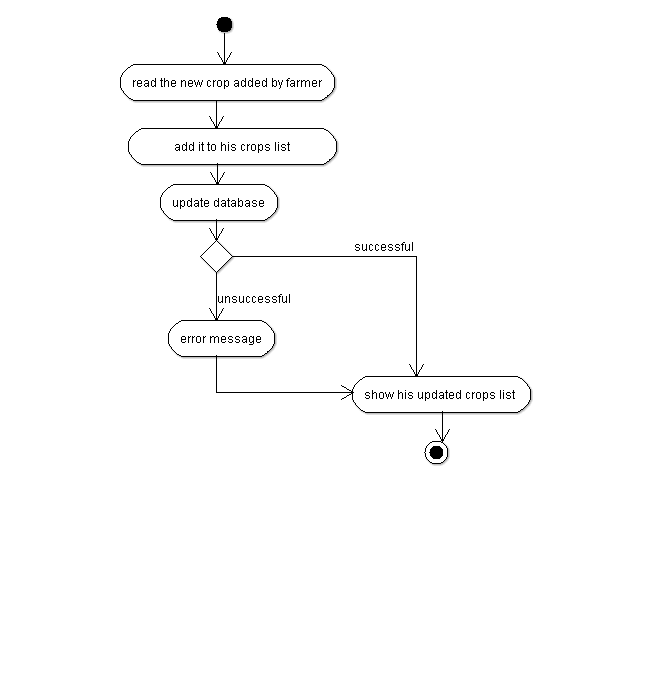 read the new crop added by farmer
add it to his crops list
update database
successful
unsuccessful
error message
show his updated crops list